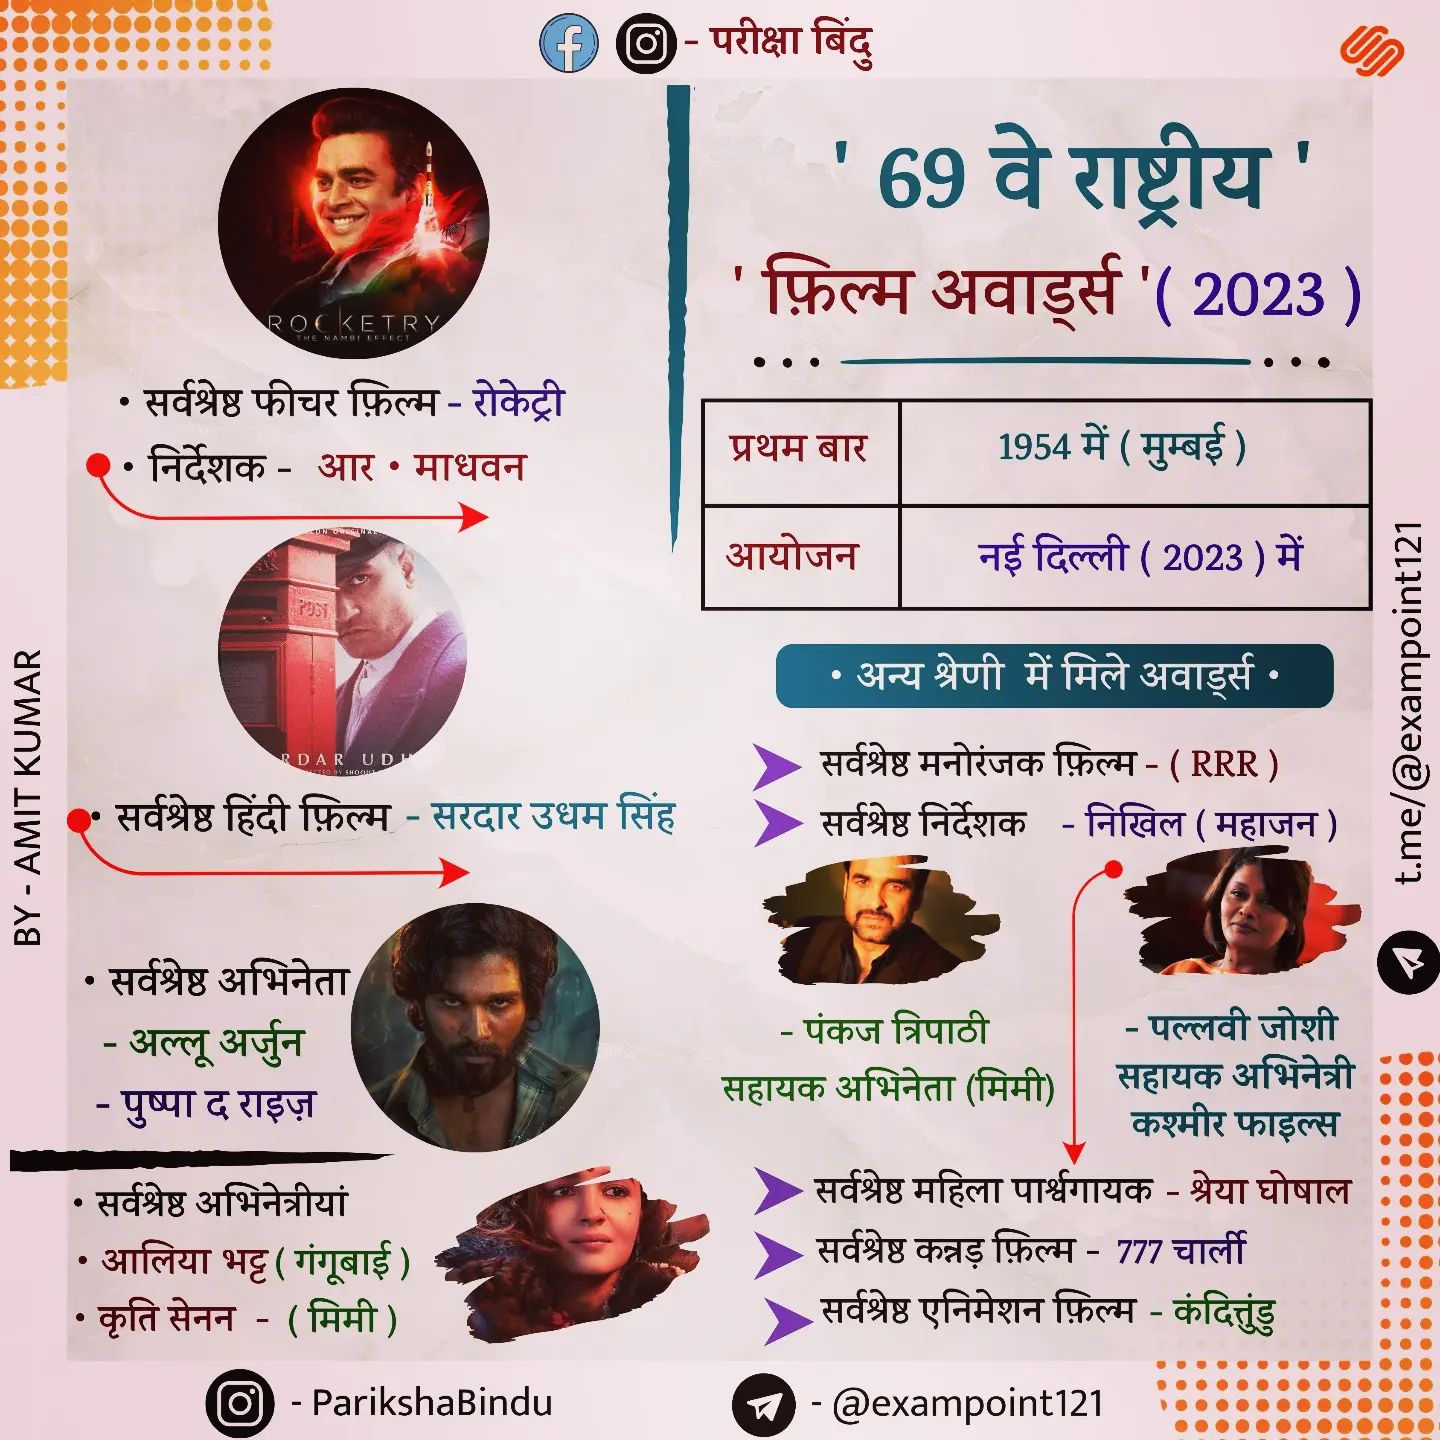 - परीक्षा बिंदु
' 69 वे राष्ट्रीय '
' फ़िल्म अवार्ड्स '( 2023 )
प्रथम बार
1954 में ( मुम्बई )
आयोजन
नई दिल्ली ( 2023 ) में
ROCKETRY
THE NAMBI EFFECT
• सर्वश्रेष्ठ फीचर फ़िल्म - रोकेट्री
• निर्देशक - आर • माधवन
POST
RDAR UDH
• सर्वश्रेष्ठ हिंदी फ़िल्म - सरदार उधम सिंह
• सर्वश्रेष्ठ अभिनेता
- अल्लू अर्जुन
- पुष्पा द राइज़
• सर्वश्रेष्ठ अभिनेत्रीयां
• आलिया भट्ट ( गंगूबाई )
• कृति सेनन - ( मिमी )
• अन्य श्रेणी में मिले अवार्ड्स •
सर्वश्रेष्ठ मनोरंजक फ़िल्म - ( RRR )
सर्वश्रेष्ठ निर्देशक - निखिल ( महाजन )
- पंकज त्रिपाठी
सहायक अभिनेता (मिमी)
- पल्लवी जोशी
सहायक अभिनेत्री
कश्मीर फाइल्स
सर्वश्रेष्ठ महिला पार्श्वगायक - श्रेया घोषाल
सर्वश्रेष्ठ कन्नड़ फ़िल्म - 777 चार्ली
सर्वश्रेष्ठ एनिमेशन फ़िल्म - कंदित्तुंडु
BY - AMIT KUMAR
t.me/@exampoint121
- ParikshaBindu
- @exampoint121